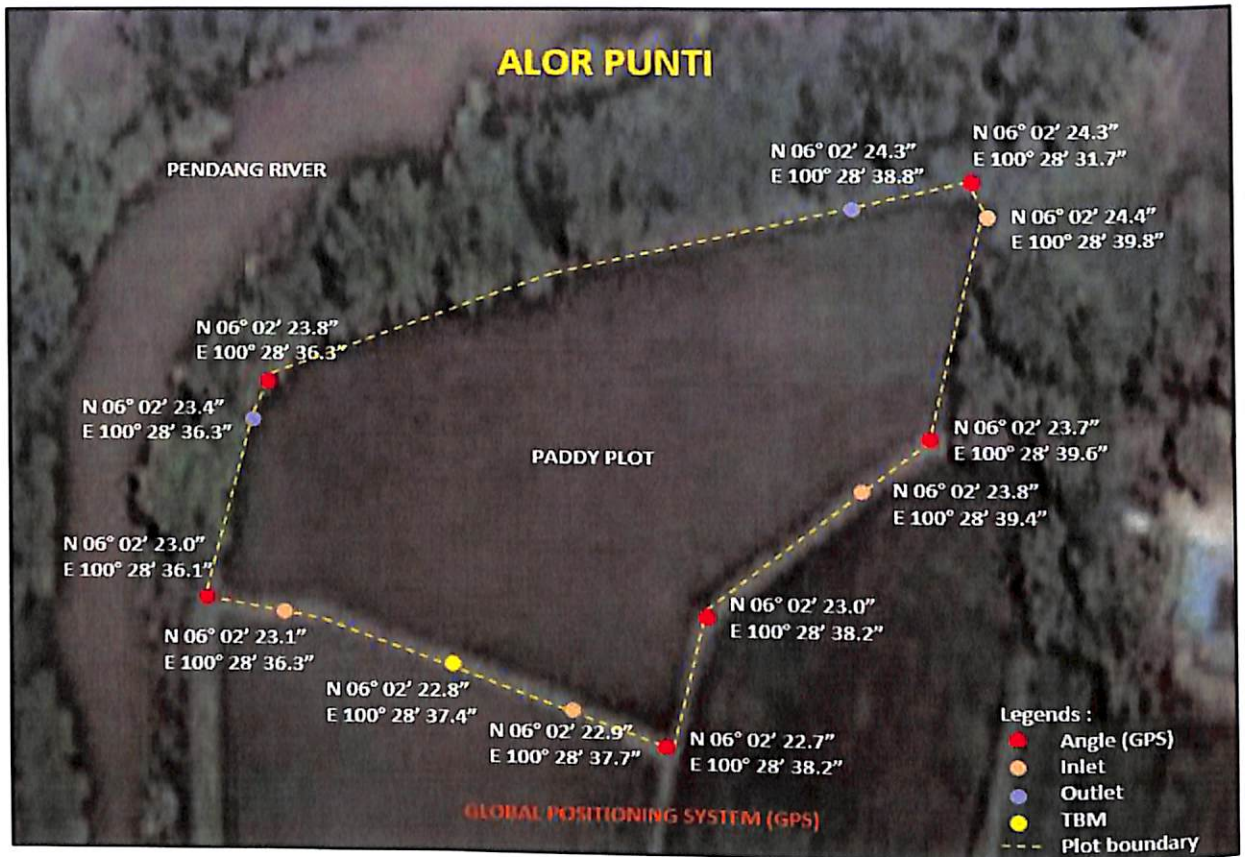 ALOR PUNTI
PENDANG RIVER
N 06° 02' 24.3"
E 100° 28' 38.8"
N 06° 02' 24.3"
E 100° 28' 31.7"
N 06° 02' 24.4"
E 100° 28' 39.8"
N 06° 02' 23.8"
E 100° 28' 36.3"
N 06° 02' 23.4"
E 100° 28' 36.3"
PADDY PLOT
N 06° 02' 23.7"
E 100° 28' 39.6"
N 06° 02' 23.8"
E 100° 28' 39.4"
N 06° 02' 23.0"
E 100° 28' 36.1"
N 06° 02' 23.0"
E 100° 28' 38.2"
N 06° 02' 23.1"
E 100° 28' 36.3"
N 06° 02' 22.8"
E 100° 28' 37.4"
N 06° 02' 22.9"
E 100° 28' 37.7"
N 06° 02' 22.7"
E 100° 28' 38.2"
GLOBAL POSITIONING SYSTEM (GPS)
Legends :
Angle (GPS)
Inlet
Outlet
TBM
Plot boundary